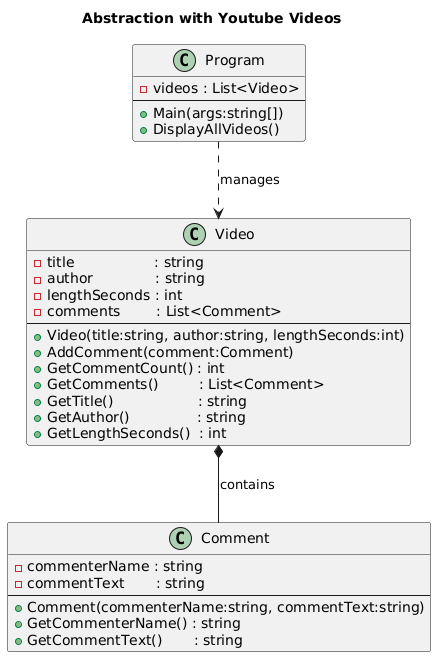 Abstraction with Youtube Videos
C Program
videos : List<Video>
Main(args:string[])
DisplayAllVideos()
manages
C Video
title : string
author : string
lengthSeconds : int
comments : List<Comment>
Video(title:string, author:string, lengthSeconds:int)
AddComment(comment:Comment)
GetCommentCount() : int
GetComments() : List<Comment>
GetTitle() : string
GetAuthor() : string
GetLengthSeconds() : int
contains
C Comment
commenterName : string
commentText : string
Comment(commenterName:string, commentText:string)
GetCommenterName() : string
GetCommentText() : string